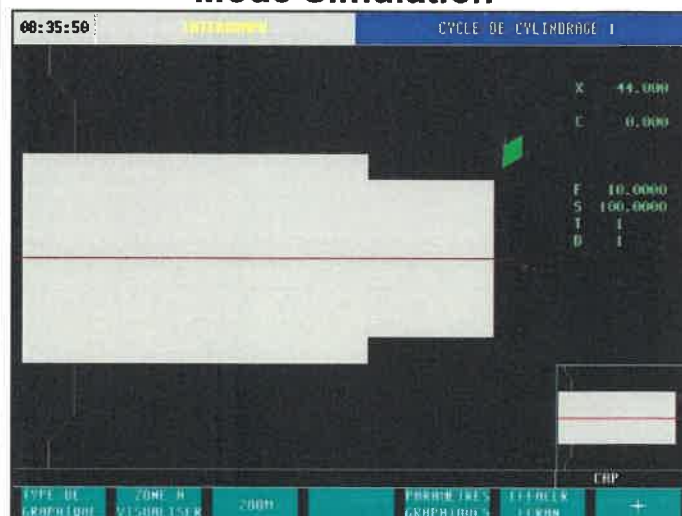 Mode Simulation
08:35:50
CYCLE DE CYLINDRAGE 1
X 44.000
C 0.000
F 10.0000
S 100.0000
T 1
D 1
CAP
TYPE DE GRAPHIQUE
ZONE A VISUALISER
ZOOM
PARAMETRES GRAPHIQUES
EFFACER ECRAN
+